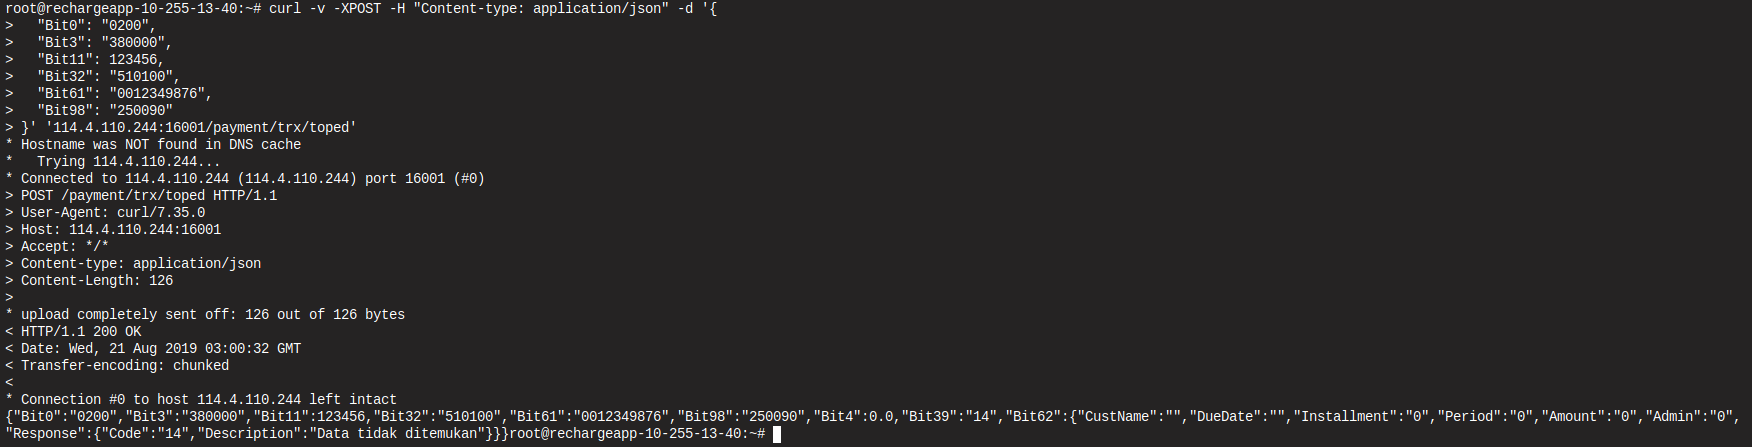 root@rechargeapp-10-255-13-40:~# curl -v -XPOST -H "Content-type: application/json" -d '{
>   "Bit0": "0200",
>   "Bit3": "380000",
>   "Bit11": 123456,
>   "Bit32": "510100",
>   "Bit61": "0012349876",
>   "Bit98": "250090"
> }' '114.4.110.244:16001/payment/trx/toped'
* Hostname was NOT found in DNS cache
*   Trying 114.4.110.244...
* Connected to 114.4.110.244 (114.4.110.244) port 16001 (#0)
> POST /payment/trx/toped HTTP/1.1
> User-Agent: curl/7.35.0
> Host: 114.4.110.244:16001
> Accept: */*
> Content-type: application/json
> Content-Length: 126
>
* upload completely sent off: 126 out of 126 bytes
< HTTP/1.1 200 OK
< Date: Wed, 21 Aug 2019 03:00:32 GMT
< Transfer-encoding: chunked
<
* Connection #0 to host 114.4.110.244 left intact
{"Bit0":"0200","Bit3":"380000","Bit11":123456,"Bit32":"510100","Bit61":"0012349876","Bit98":"250090","Bit4":0.0,"Bit39":"14","Bit62":{"CustName":"","DueDate":"","Installment":"0","Period":"0","Amount":"0","Admin":"0",
"Response":{"Code":"14","Description":"Data tidak ditemukan"}}}root@rechargeapp-10-255-13-40:~#